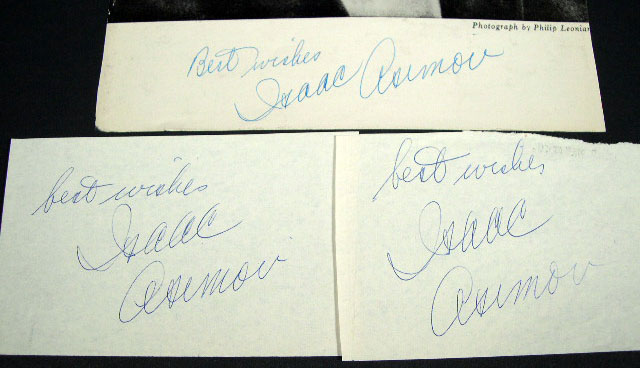 Photograph by Philip Leonian
Best wishes
Isaac Asimov
best wishes
Isaac
Asimov
best wishes,
Isaac
Asimov